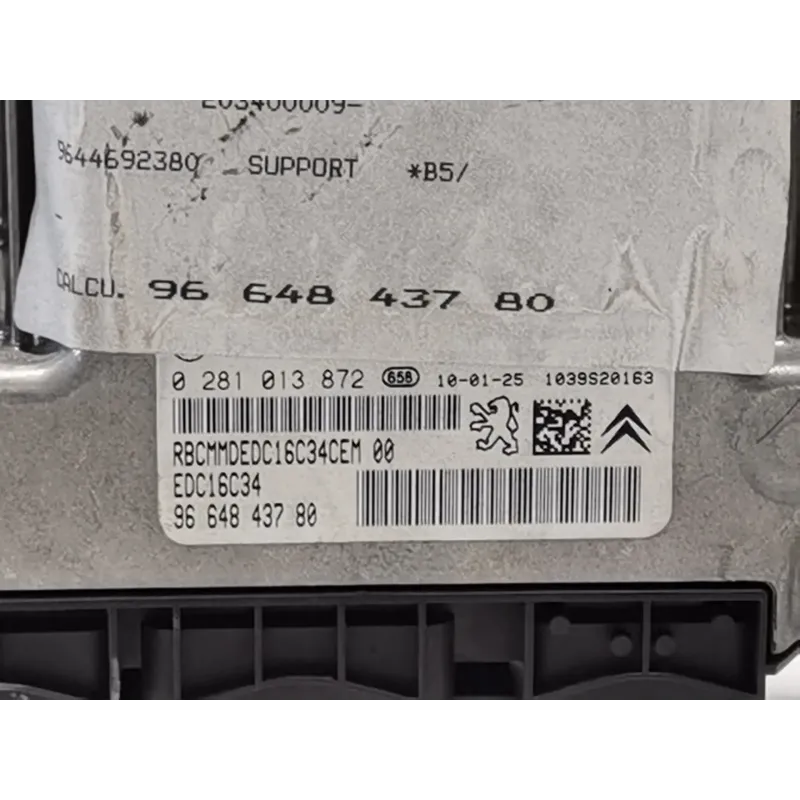 9644692380 - SUPPORT *B5/
-
CALCU. 96 648 437 80
0 281 013 872 658 10-01-25 1039S20163
RBCMMDEDC16C34CEM 00
EDC16C34
96 648 437 80